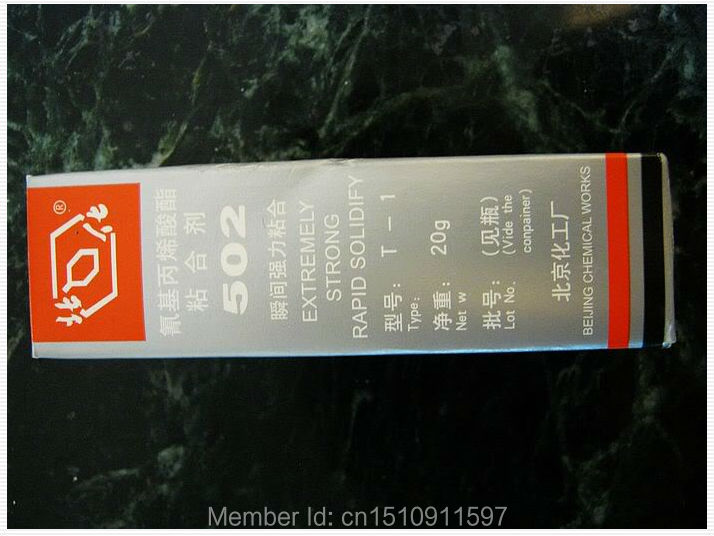 北化
®
氰基丙烯酸酯
粘合剂
502
瞬间强力粘合
EXTREMELY
STRONG
RAPID SOLIDIFY
型号： T－1
Type:
净重： 20g
Net w
批号：（见瓶）
Lot No. (Vide the
conpainer)
北京化工厂
BEIJING CHEMICAL WORKS
Member Id: cn1510911597